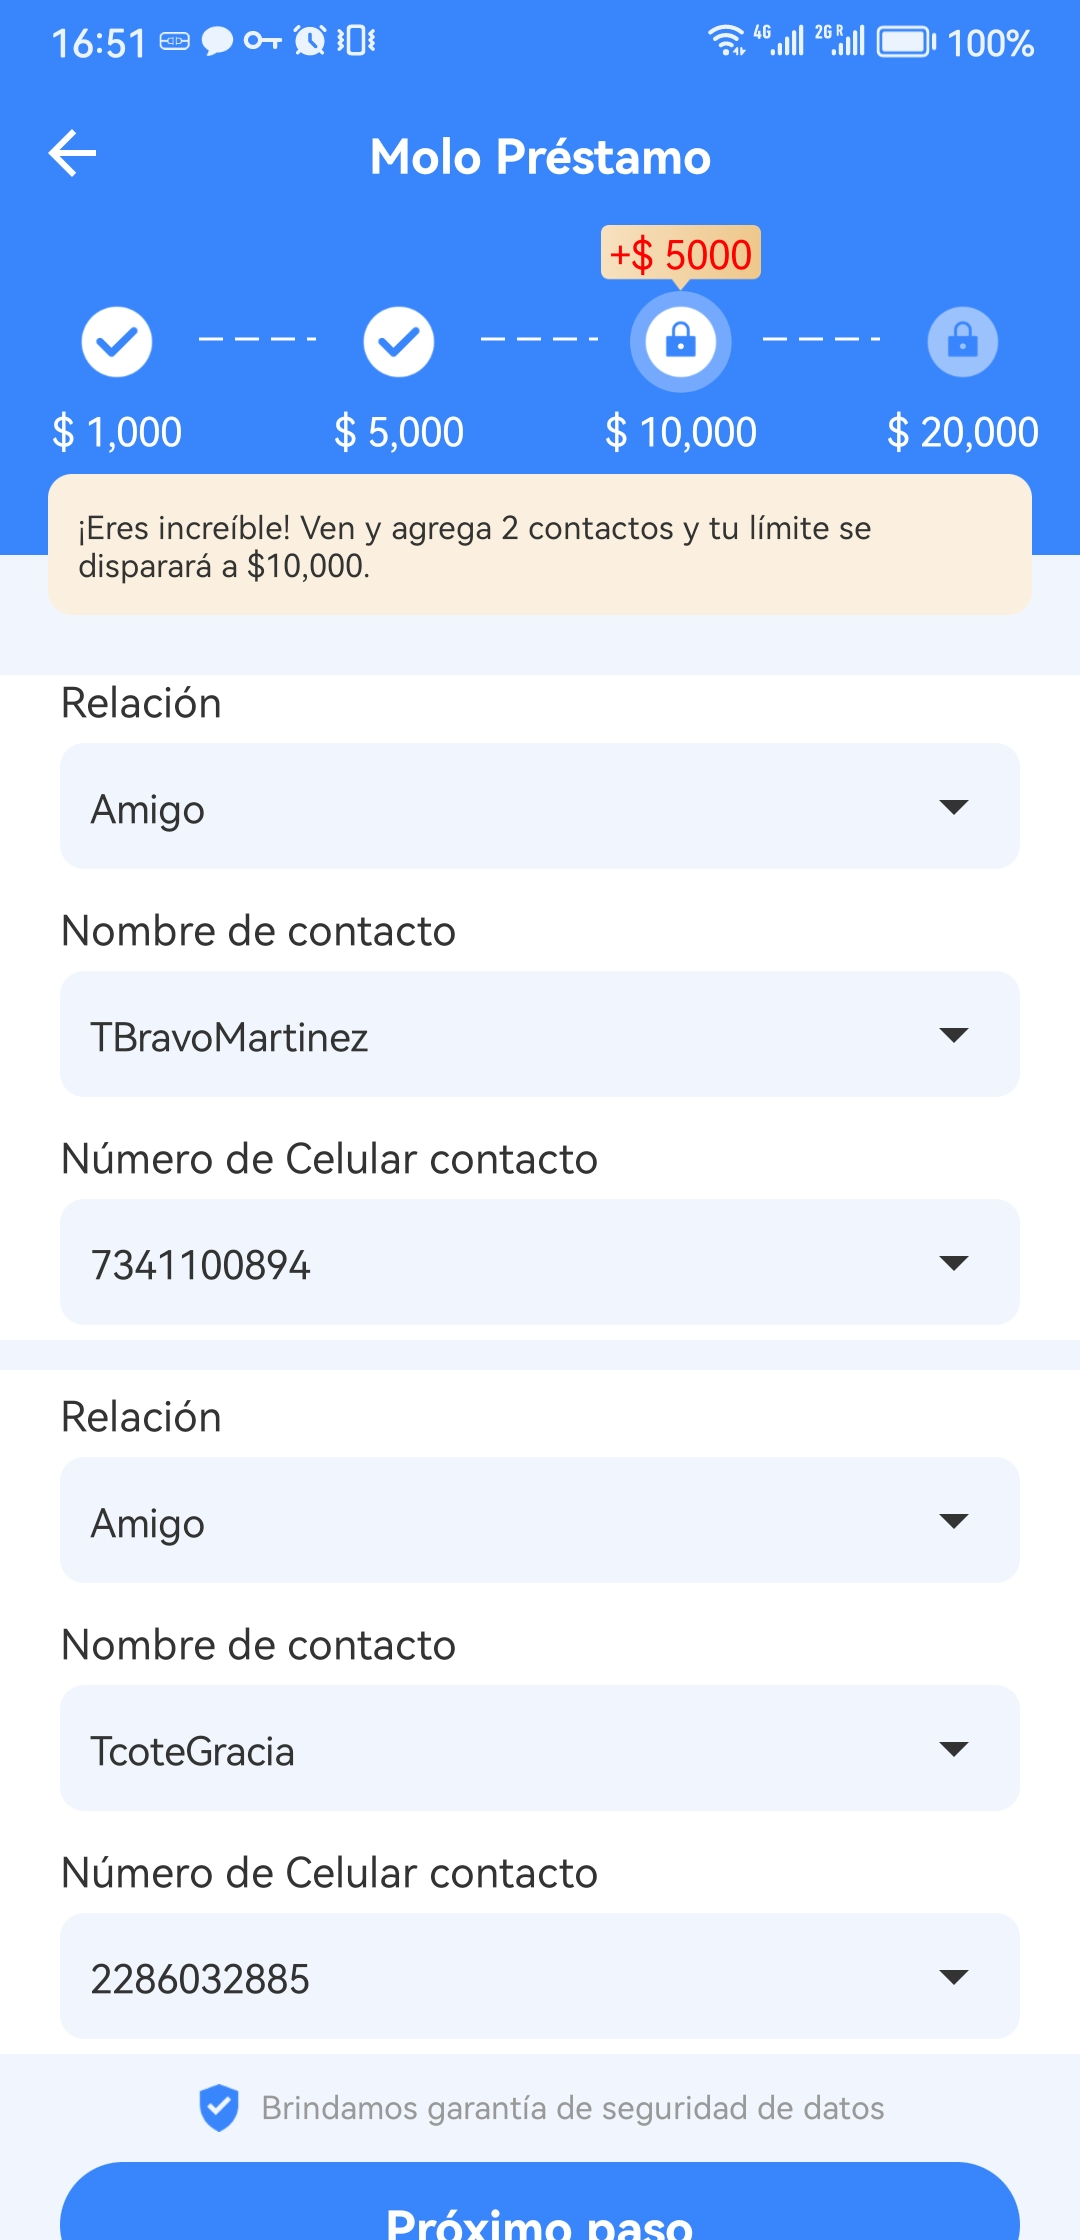 16:51 4G 2G R 100%
Molo Préstamo
+$ 5000
$ 1,000 $ 5,000 $ 10,000 $ 20,000
¡Eres increíble! Ven y agrega 2 contactos y tu límite se
disparará a $10,000.
Relación
Amigo
Nombre de contacto
TBravoMartinez
Número de Celular contacto
7341100894
Relación
Amigo
Nombre de contacto
TcoteGracia
Número de Celular contacto
2286032885
Brindamos garantía de seguridad de datos
Próximo paso